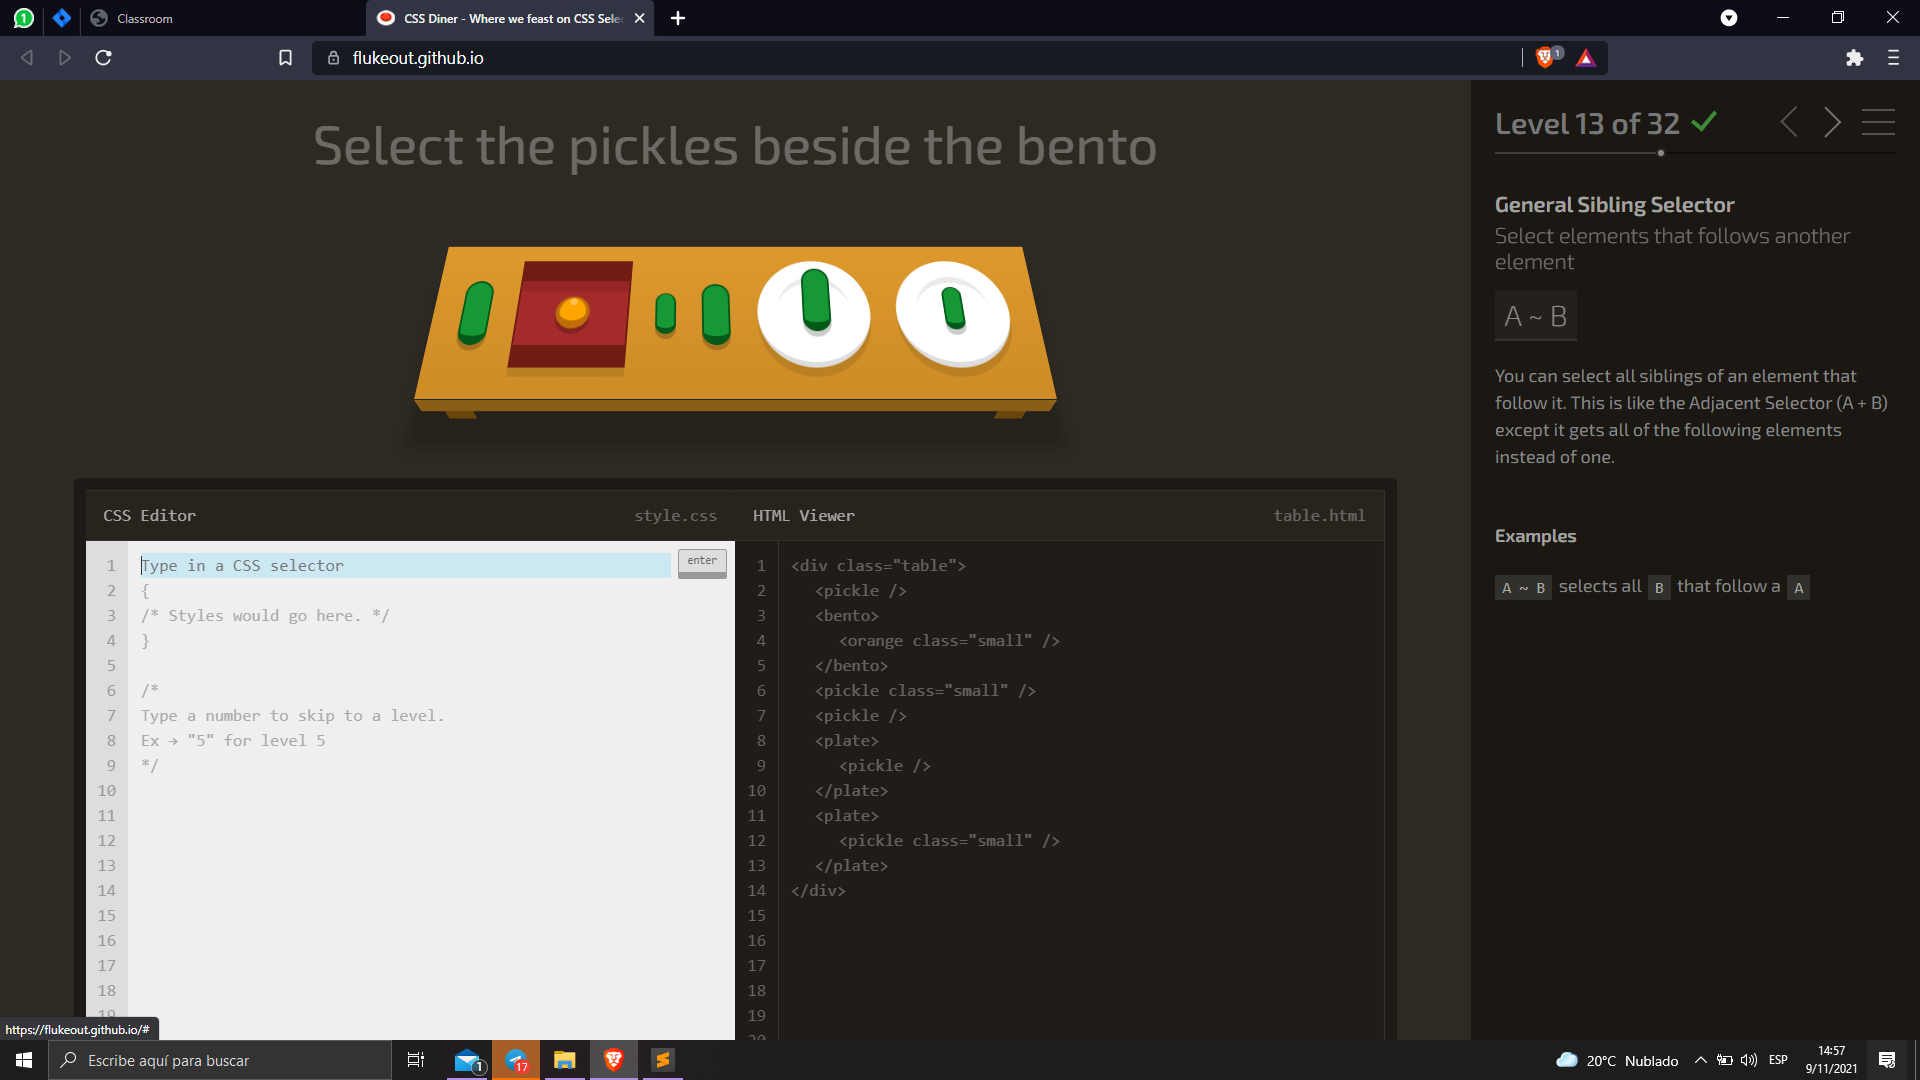 1
Classroom
CSS Diner - Where we feast on CSS Sele
flukeout.github.io
1
Select the pickles beside the bento
CSS Editor
style.css
1
Type in a CSS selector
enter
2
{
3
/* Styles would go here. */
4
}
5
6
/*
7
Type a number to skip to a level.
8
Ex → "5" for level 5
9
*/
10
11
12
13
14
15
16
17
18
19
HTML Viewer
table.html
1
<div class="table">
2
<pickle />
3
<bento>
4
<orange class="small" />
5
</bento>
6
<pickle class="small" />
7
<pickle />
8
<plate>
9
<pickle />
10
</plate>
11
<plate>
12
<pickle class="small" />
13
</plate>
14
</div>
15
16
17
18
19
20
Level 13 of 32
General Sibling Selector
Select elements that follows another
element
A ~ B
You can select all siblings of an element that
follow it. This is like the Adjacent Selector (A + B)
except it gets all of the following elements
instead of one.
Examples
A ~ B selects all B that follow a A
https://flukeout.github.io/#
Escribe aquí para buscar
1
17
20°C Nublado
ESP
14:57
9/11/2021